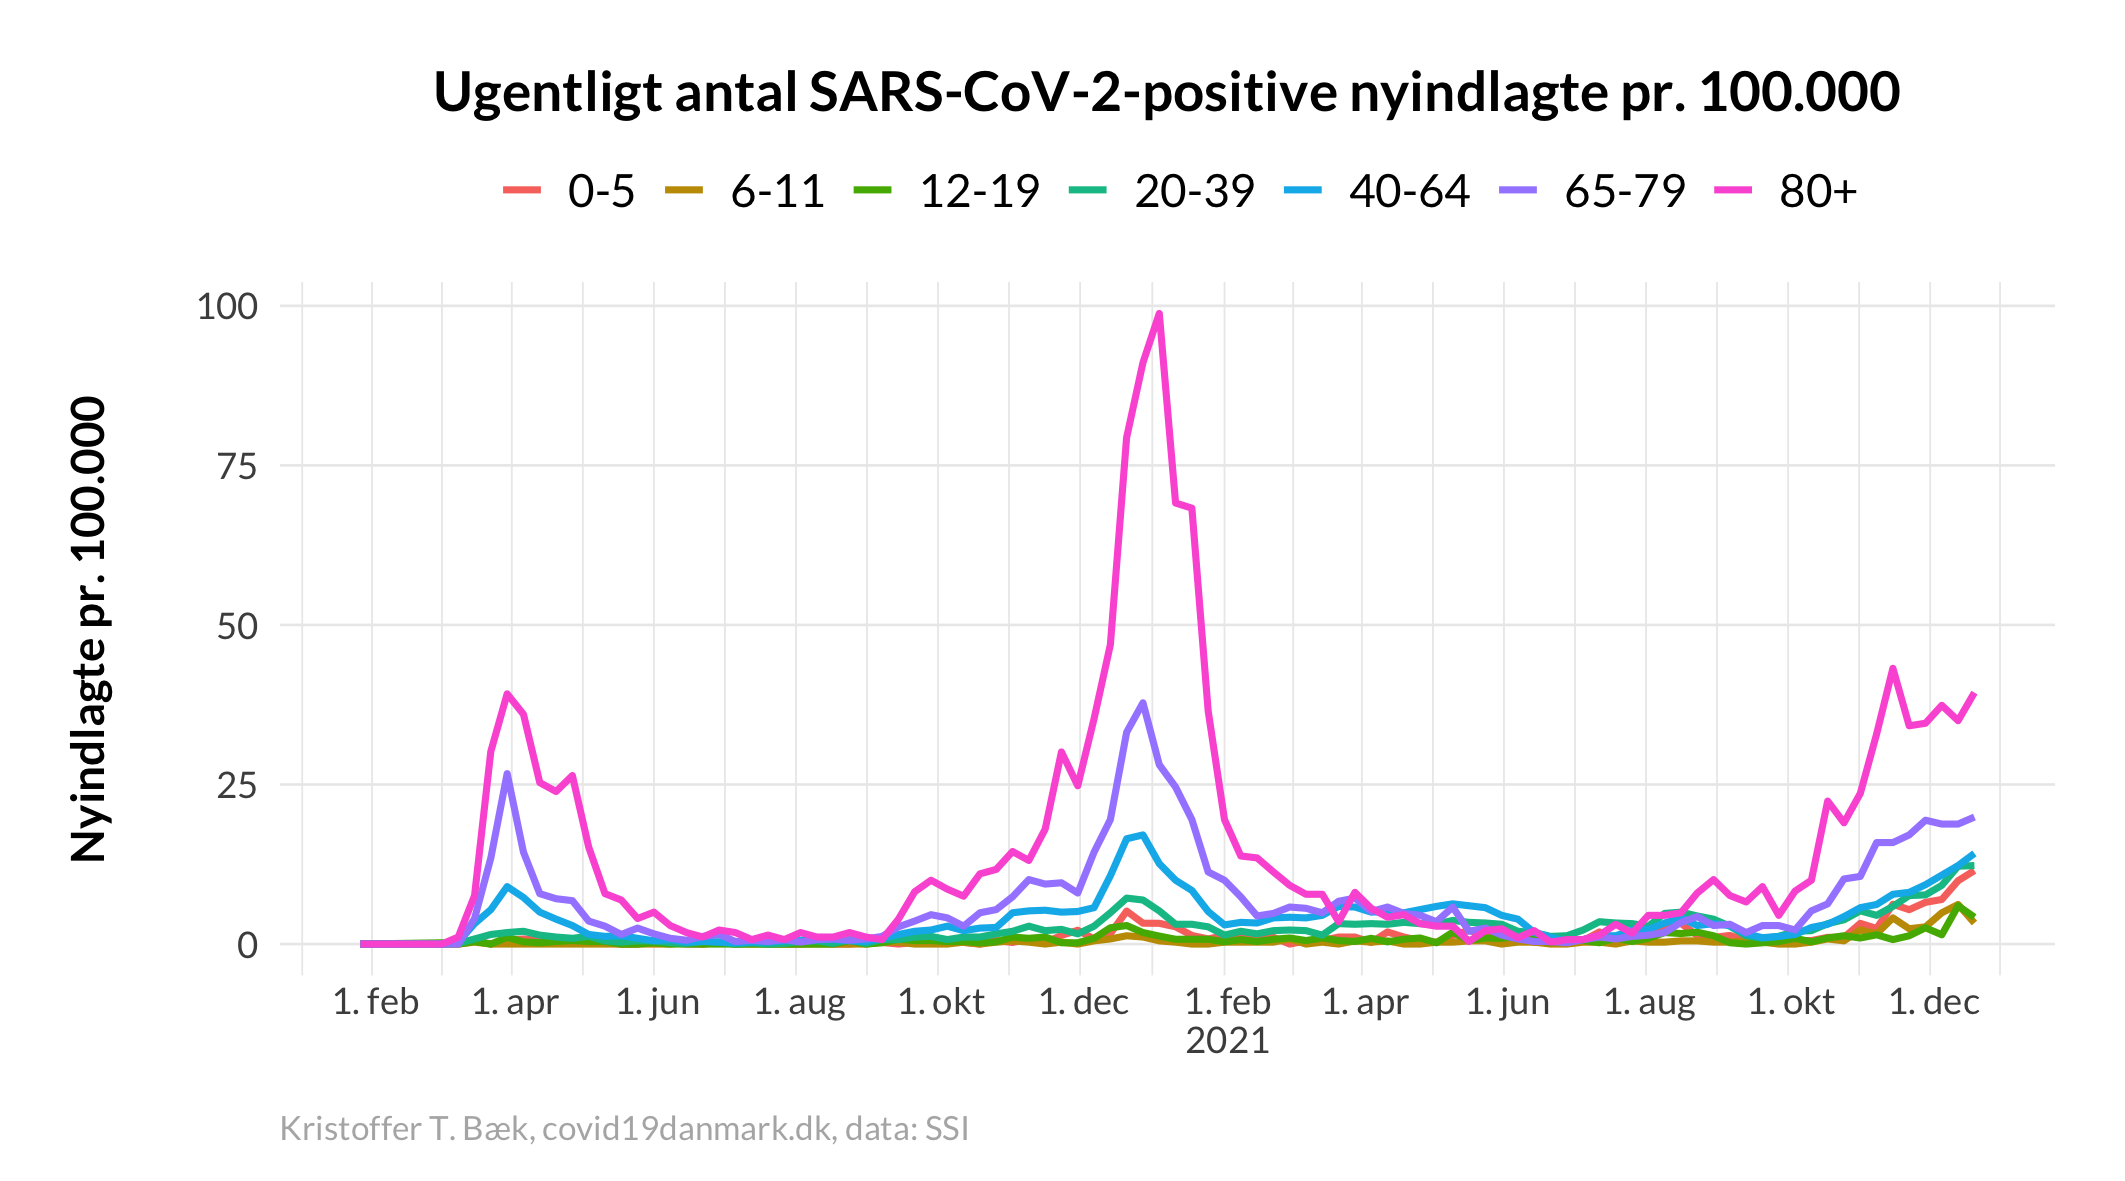 Ugentligt antal SARS-CoV-2-positive nyindlagte pr. 100.000
0-5 6-11 12-19 20-39 40-64 65-79 80+
Nyindlagte pr. 100.000
100
75
50
25
0
1. feb 1. apr 1. jun 1. aug 1. okt 1. dec 1. feb 1. apr 1. jun 1. aug 1. okt 1. dec
2021
Kristoffer T. Bæk, covid19danmark.dk, data: SSI